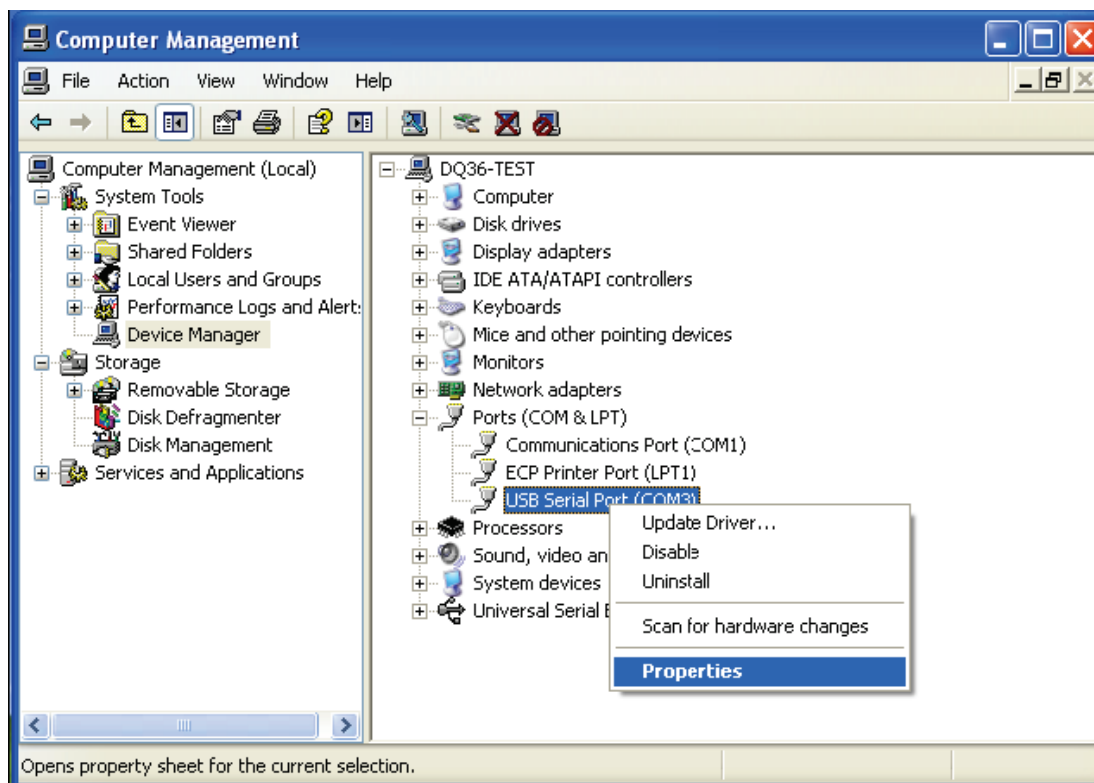 Computer Management
File Action View Window Help
Computer Management (Local)
System Tools
Event Viewer
Shared Folders
Local Users and Groups
Performance Logs and Alert
Device Manager
Storage
Removable Storage
Disk Defragmenter
Disk Management
Services and Applications
DQ36-TEST
Computer
Disk drives
Display adapters
IDE ATA/ATAPI controllers
Keyboards
Mice and other pointing devices
Monitors
Network adapters
Ports (COM & LPT)
Communications Port (COM1)
ECP Printer Port (LPT1)
USB Serial Port (COM3)
Processors
Sound, video an
System devices
Universal Serial
Update Driver...
Disable
Uninstall
Scan for hardware changes
Properties
Opens property sheet for the current selection.